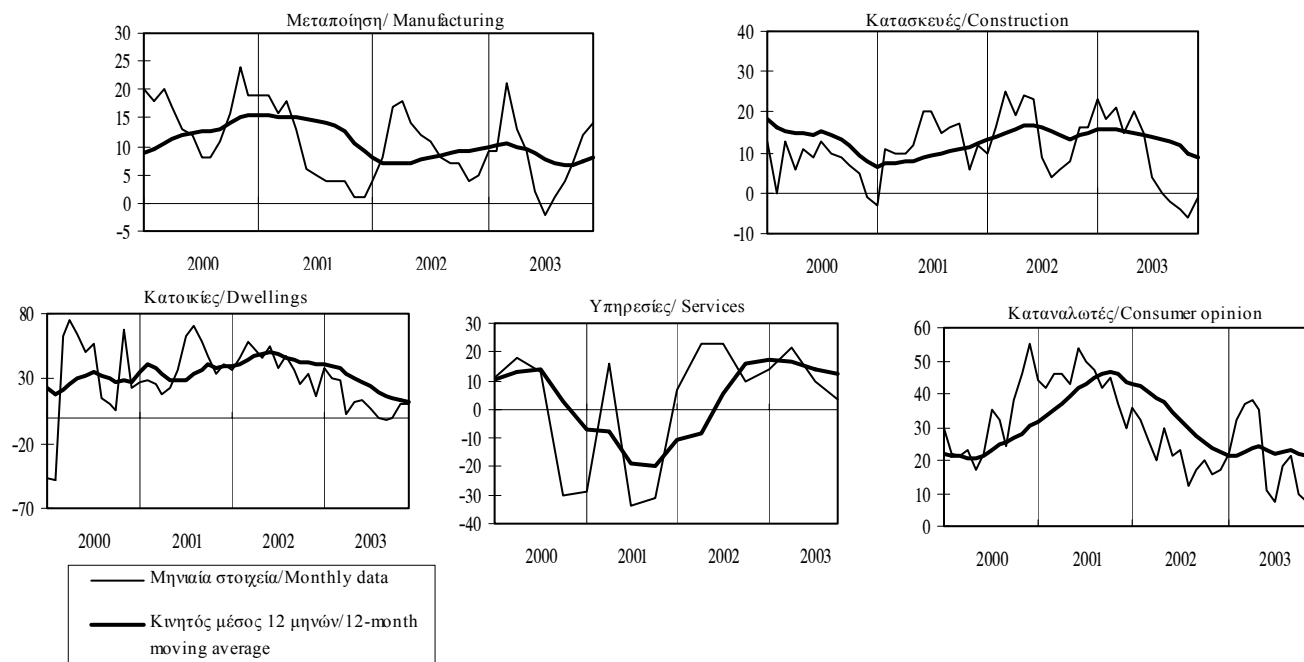 Μεταποίηση/ Manufacturing
30
25
20
15
10
5
0
-5
2000 2001 2002 2003
Κατασκευές/Construction
40
30
20
10
0
-10
2000 2001 2002 2003
Κατοικίες/Dwellings
80
30
-20
-70
2000 2001 2002 2003
Υπηρεσίες/ Services
30
20
10
0
-10
-20
-30
-40
2000 2001 2002 2003
Καταναλωτές/Consumer opinion
60
50
40
30
20
10
0
2000 2001 2002 2003
Μηνιαία στοιχεία/Monthly data
Κινητός μέσος 12 μηνών/12-month
moving average